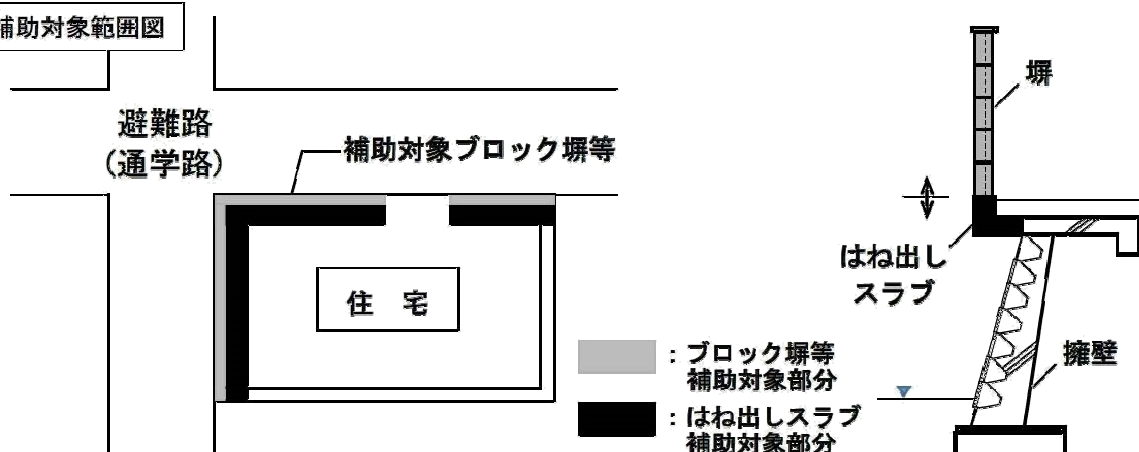 補助対象範囲図
避難路
(通学路)
補助対象ブロック塀等
住 宅
:ブロック塀等
補助対象部分
:はね出しスラブ
補助対象部分
塀
はね出し
スラブ
擁壁